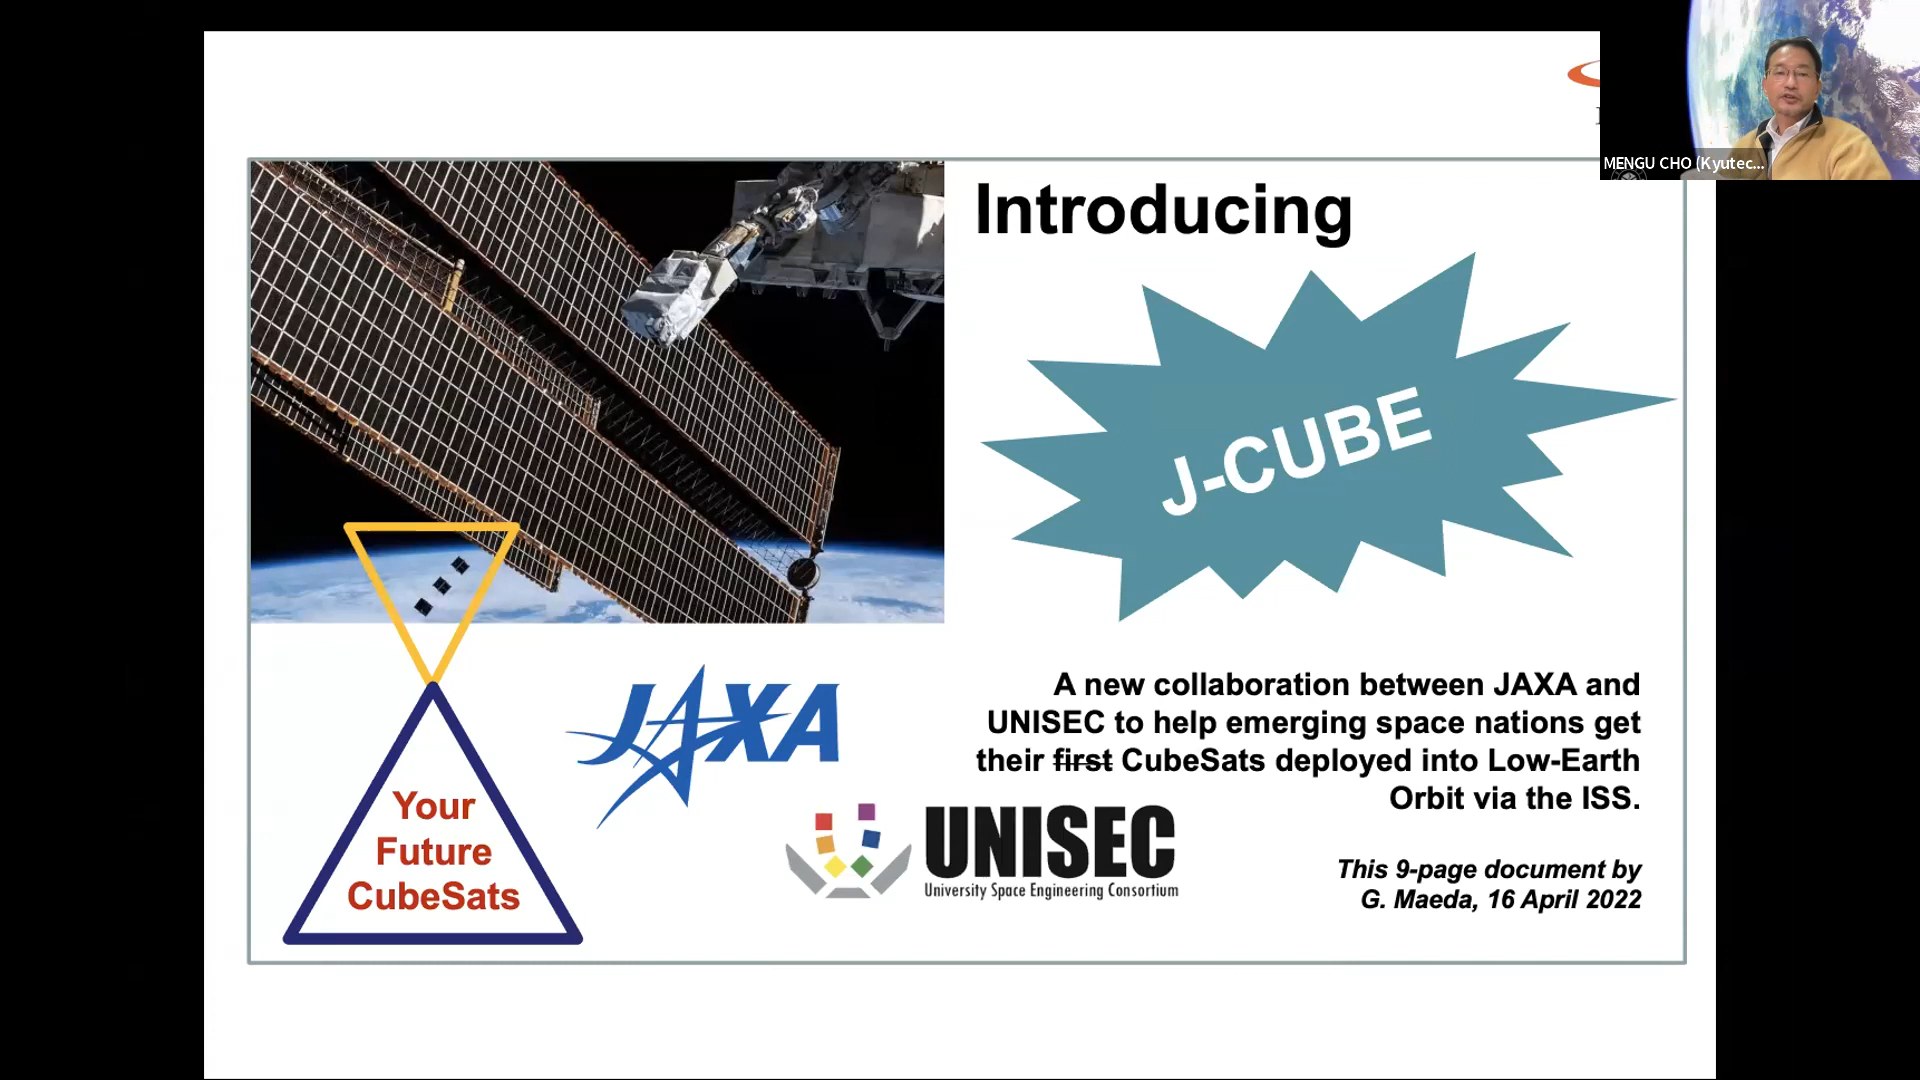 MENGU CHO (Kyutec...
Introducing
J-CUBE
A new collaboration between JAXA and
UNISEC to help emerging space nations get
their first CubeSats deployed into Low-Earth
Orbit via the ISS.
This 9-page document by
G. Maeda, 16 April 2022
Your
Future
CubeSats
JAXA
UNISEC
University Space Engineering Consortium